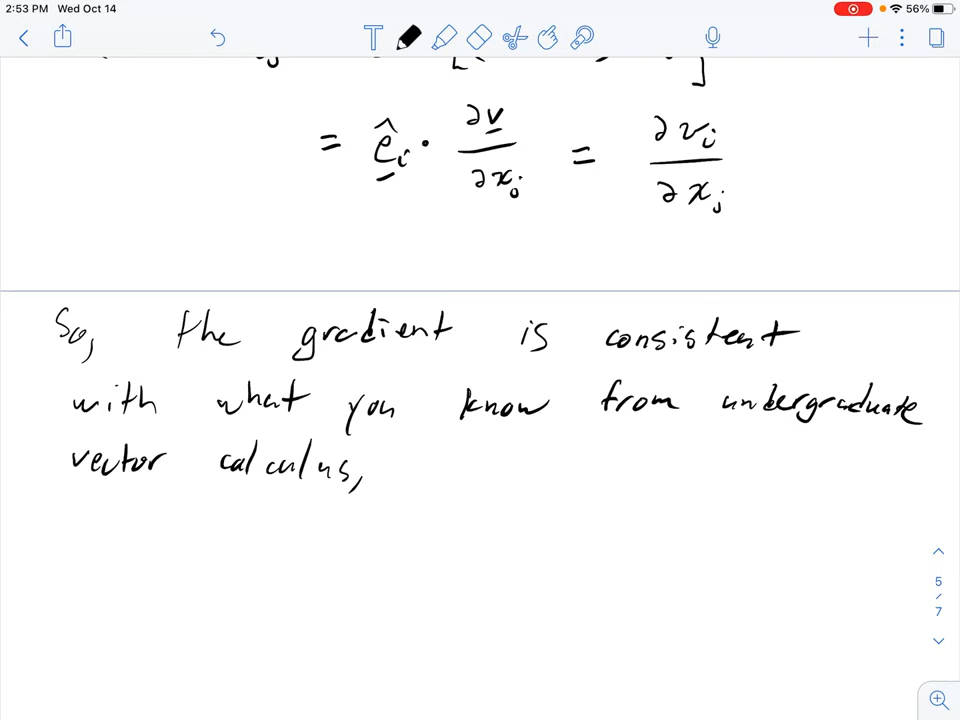 2:53 PM Wed Oct 14 56%
= ê_i · ∂v/∂x_j = ∂v_i/∂x_j
So, the gradient is consistent
with what you know from undergraduate
vector calculus,
5
/
7